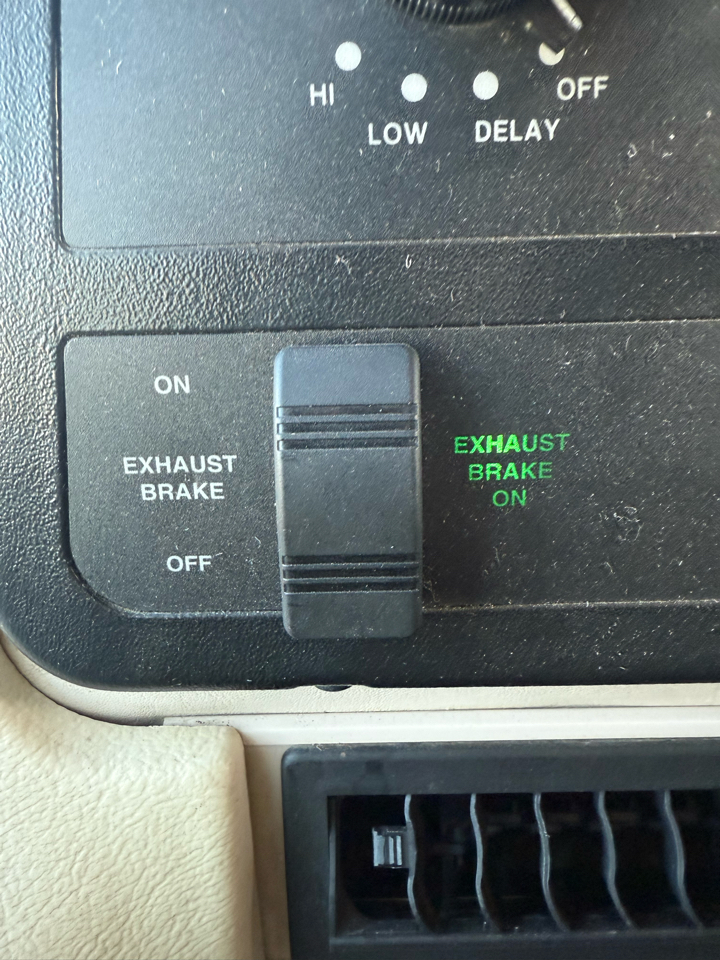 HI
LOW
DELAY
OFF
ON
EXHAUST
BRAKE
OFF
EXHAUST
BRAKE
ON